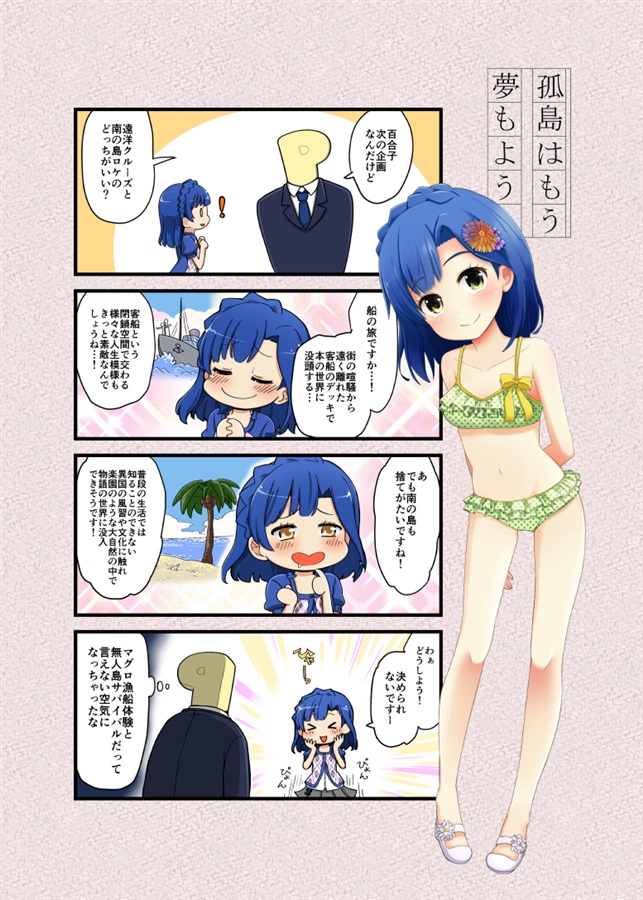 孤島はもう
夢もよう
百合子
次の企画
なんだけど
遠洋クルーズと
南の島ロケの
どっちがいい?
船の旅ですか…!
街の喧騒から
遠く離れた
客船のデッキで
本の世界に
没頭する…
客船という
閉鎖空間で交わる
様々な人生模様も
きっと素敵なんで
しょうね…!
あ
でも南の島も
捨てがたいですね!
普段の生活では
知ることのできない
異国の風習や文化に触れ
楽園のような大自然の中で
物語の世界に没入
できそうです!
わぁ
どうしよう!
決められ
ないですー
ひゃ〜
ぴょん
ぴょん
マグロ漁船体験と
無人島サバイバルだって
言えない空気に
なっちゃったな